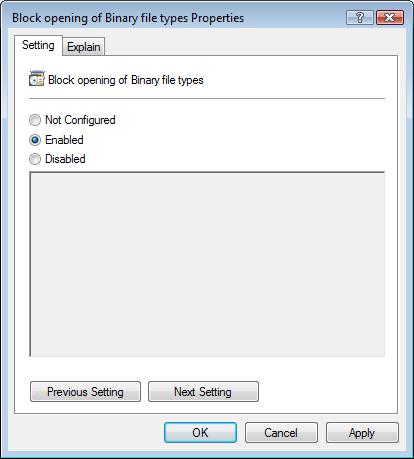 Block opening of Binary file types Properties
?
Setting Explain
Block opening of Binary file types
Not Configured
Enabled
Disabled
Previous Setting Next Setting
OK Cancel Apply